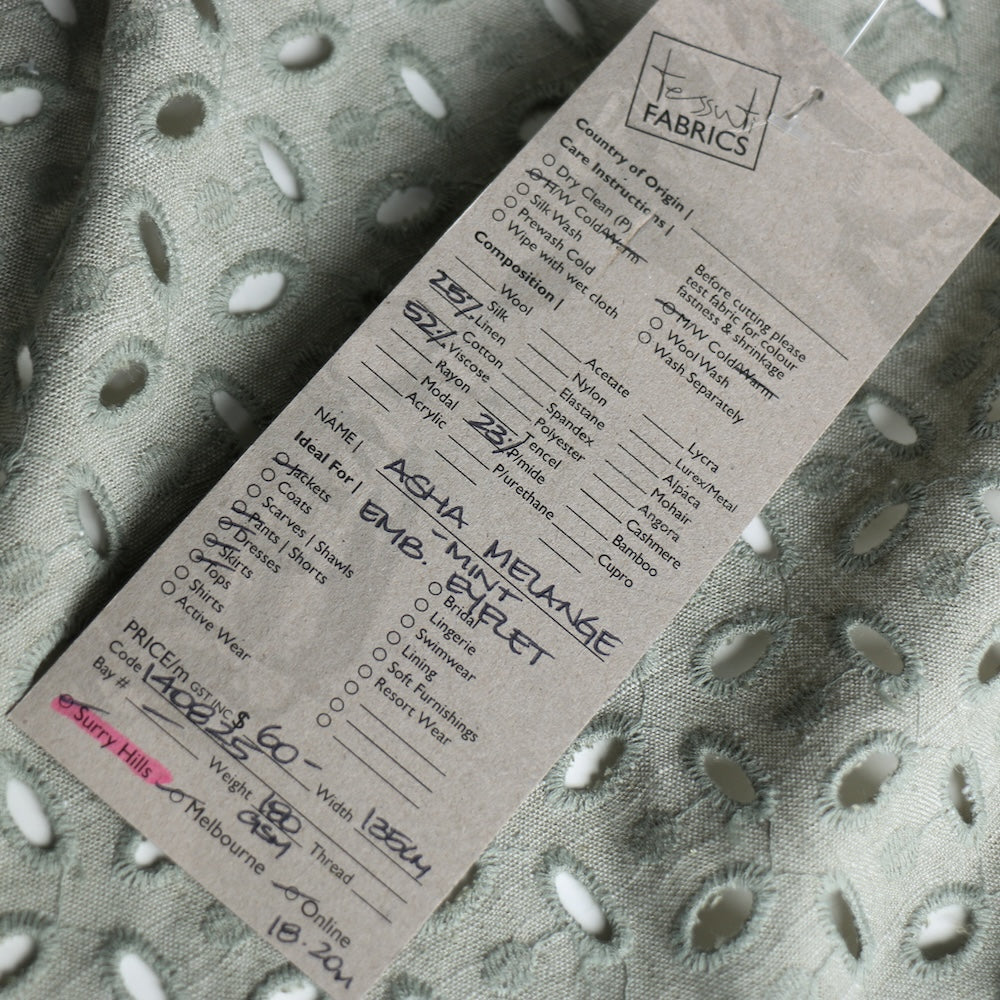 tessuti
FABRICS
Country of Origin |
Care Instructions |
Dry Clean (P)
H/W Cold/Warm
Silk Wash
Prewash Cold
Wipe with wet cloth
Before cutting please
test fabric for colour
fastness & shrinkage
M/W Cold/Warm
Wool Wash
Wash Separately
Composition |
Wool
Silk
25% Linen
Cotton
52% Viscose
Rayon
Modal
Acrylic
Acetate
Nylon
Elastane
Spandex
Polyester
23% Tencel
P/mide
P/urethane
Lycra
Lurex/Metal
Alpaca
Mohair
Angora
Cashmere
Bamboo
Cupro
NAME | ASHA MELANGE
EMB. - MINT
EYELET
Ideal For |
Jackets
Coats
Scarves | Shawls
Pants | Shorts
Dresses
Skirts
Tops
Shirts
Active Wear
Bridal
Lingerie
Swimwear
Lining
Soft Furnishings
Resort Wear
PRICE/m GST INC $ 60 -
Code 140825
Bay # —
Weight 180 GSM
Width 135cm
Thread
Surry Hills
Melbourne
Online
18.20m